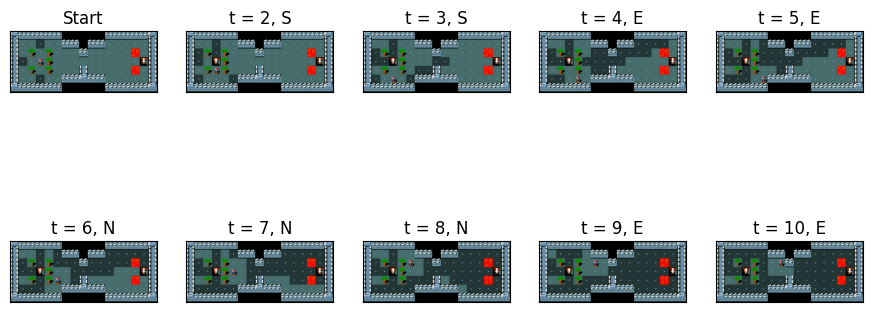 Start
t = 2, S
t = 3, S
t = 4, E
t = 5, E
t = 6, N
t = 7, N
t = 8, N
t = 9, E
t = 10, E